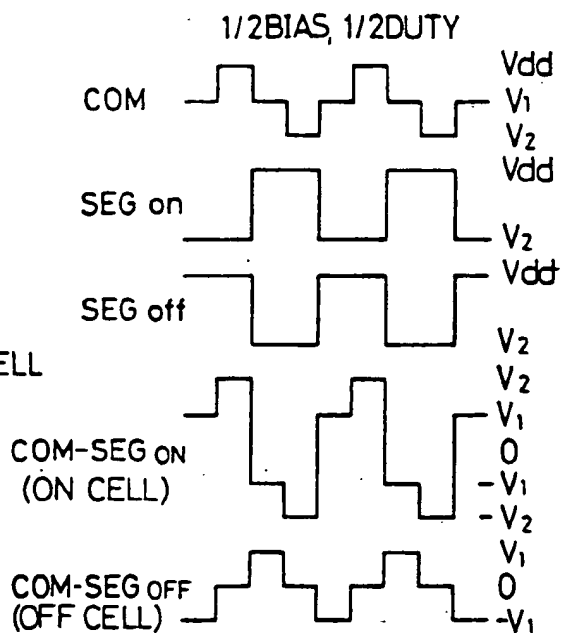 1/2BIAS, 1/2DUTY
COM
Vdd
V1
V2
SEG on
Vdd
V2
SEG off
Vdd
V2
ELL
COM-SEG ON
(ON CELL)
V2
V1
0
-V1
-V2
COM-SEG OFF
(OFF CELL)
V1
0
-V1